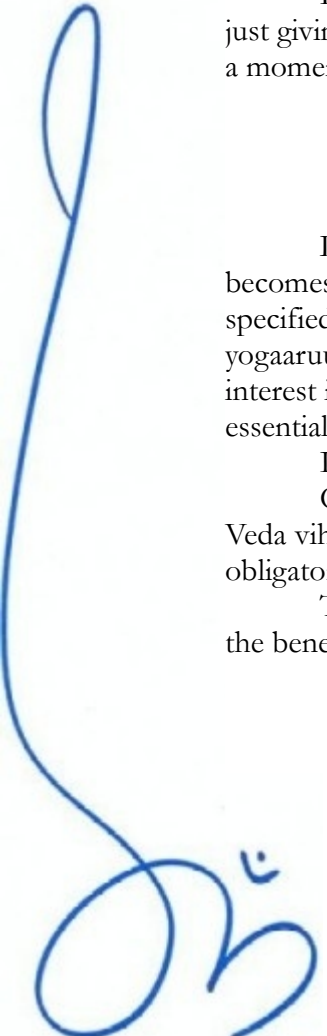 just givin
a momen
becomes
specified
yogaaruu
interest i
essential
Veda vih
obligato
the bene